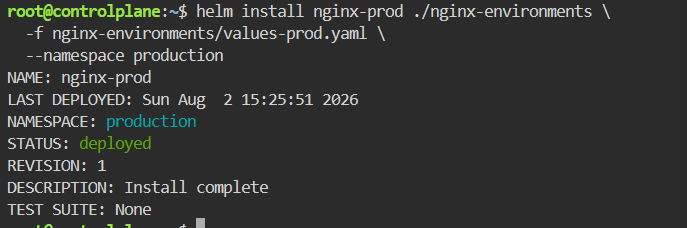 root@controlplane:~$ helm install nginx-prod ./nginx-environments \
  -f nginx-environments/values-prod.yaml \
  --namespace production
NAME: nginx-prod
LAST DEPLOYED: Sun Aug  2 15:25:51 2026
NAMESPACE: production
STATUS: deployed
REVISION: 1
DESCRIPTION: Install complete
TEST SUITE: None
root@controlplane:~$